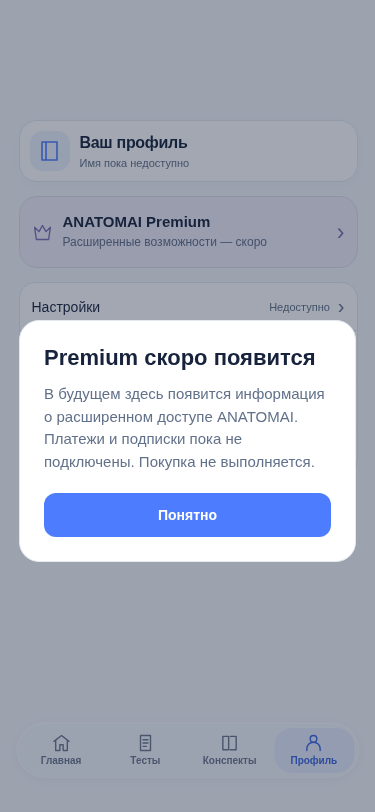 Ваш профиль
Имя пока недоступно
ANATOMAI Premium
Расширенные возможности — скоро
Настройки
Недоступно
Premium скоро появится
В будущем здесь появится информация
о расширенном доступе ANATOMAI.
Платежи и подписки пока не
подключены. Покупка не выполняется.
Понятно
Главная
Тесты
Конспекты
Профиль